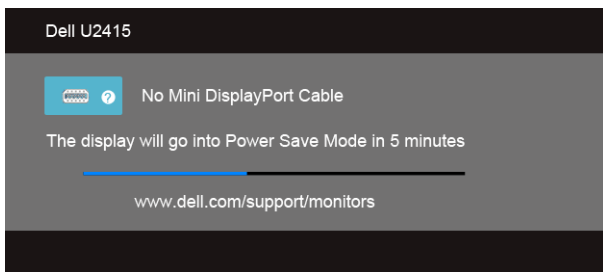 Dell U2415
? No Mini DisplayPort Cable
The display will go into Power Save Mode in 5 minutes
www.dell.com/support/monitors